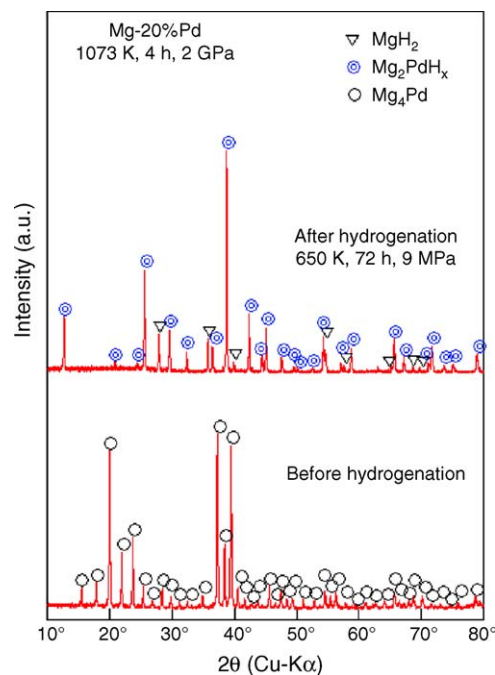 Mg-20%Pd
1073 K, 4 h, 2 GPa
MgH₂
Mg₂PdHₓ
Mg₄Pd
After hydrogenation
650 K, 72 h, 9 MPa
Intensity (a.u.)
Before hydrogenation
10° 20° 30° 40° 50° 60° 70° 80°
2θ (Cu-Kα)